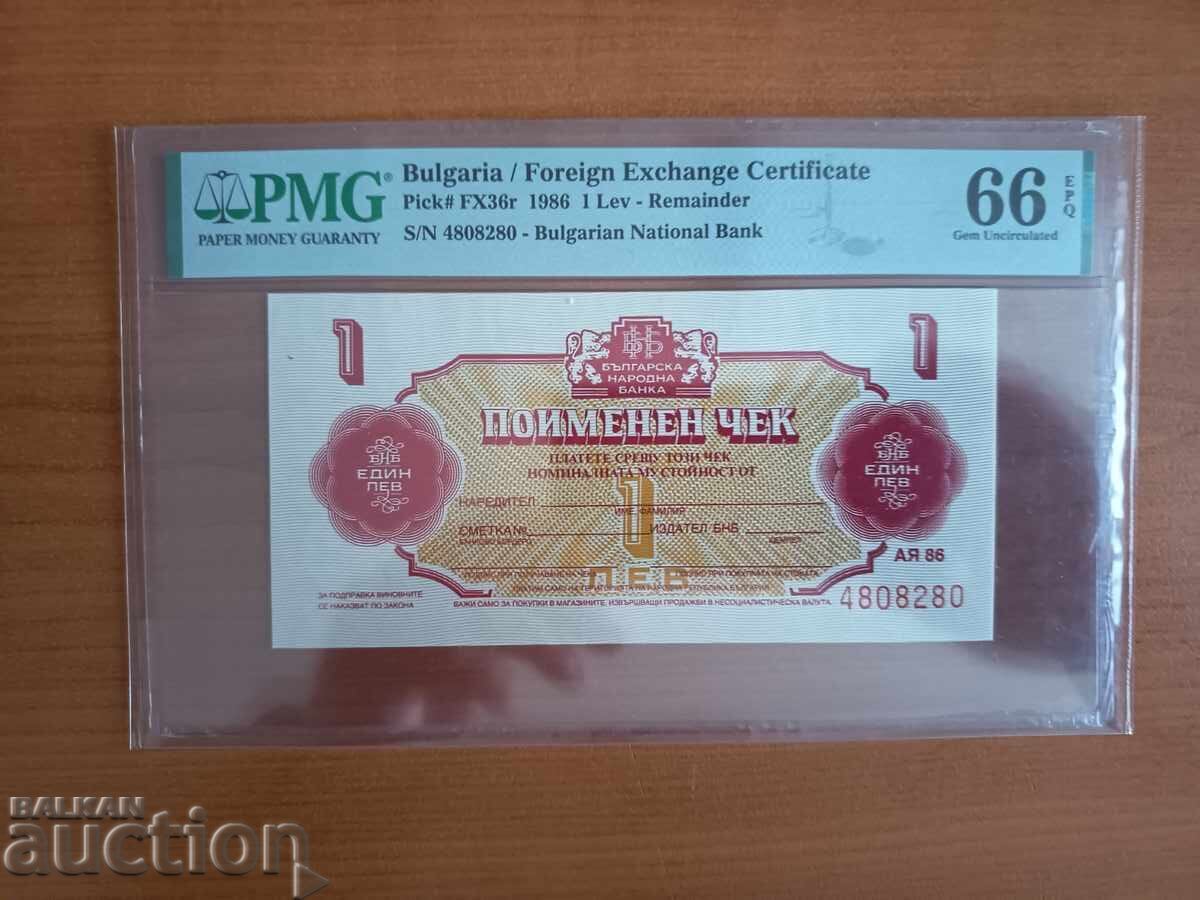 PMG®
PAPER MONEY GUARANTY
Bulgaria / Foreign Exchange Certificate
Pick# FX36r 1986 1 Lev - Remainder
S/N 4808280 - Bulgarian National Bank
66 EPQ
Gem Uncirculated
1
1
БНБ
БЪЛГАРСКА
НАРОДНА
БАНКА
ПОИМЕНЕН ЧЕК
ПЛАТЕТЕ СРЕЩУ ТОЗИ ЧЕК
НОМИНАЛНАТА МУ СТОЙНОСТ ОТ
БНБ
ЕДИН
ЛЕВ
БНБ
ЕДИН
ЛЕВ
НАРЕДИТЕЛ
ИМЕ, ФАМИЛИЯ
СМЕТКА №
ИЗДАТЕЛ БНБ
1
ЛЕВ
АЯ 86
4808280
ЗА ПОДПРАВКА ВИНОВНИТЕ
СЕ НАКАЗВАТ ПО ЗАКОНА
ВАЖИ САМО ЗА ПОКУПКИ В МАГАЗИНИТЕ, ИЗВЪРШВАЩИ ПРОДАЖБИ В НЕСОЦИАЛИСТИЧЕСКА ВАЛУТА.
BALKAN
auction